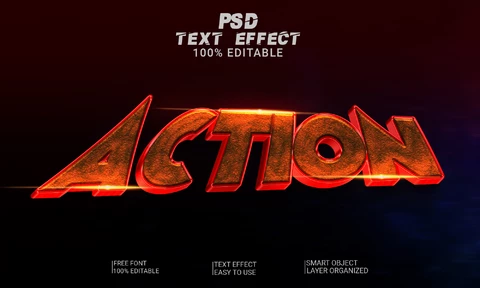 PSD
TEXT EFFECT
100% EDITABLE
ACTION
FREE FONT
100% EDITABLE
TEXT EFFECT
EASY TO USE
SMART OBJECT
LAYER ORGANIZED